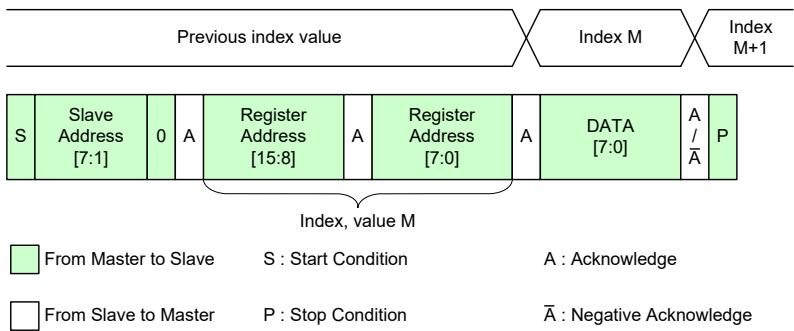 Previous index value
Index M
Index
M+1
S
Slave
Address
[7:1]
0
A
Register
Address
[15:8]
A
Register
Address
[7:0]
A
DATA
[7:0]
A
/
A̅
P
Index, value M
From Master to Slave
S : Start Condition
A : Acknowledge
From Slave to Master
P : Stop Condition
A̅ : Negative Acknowledge